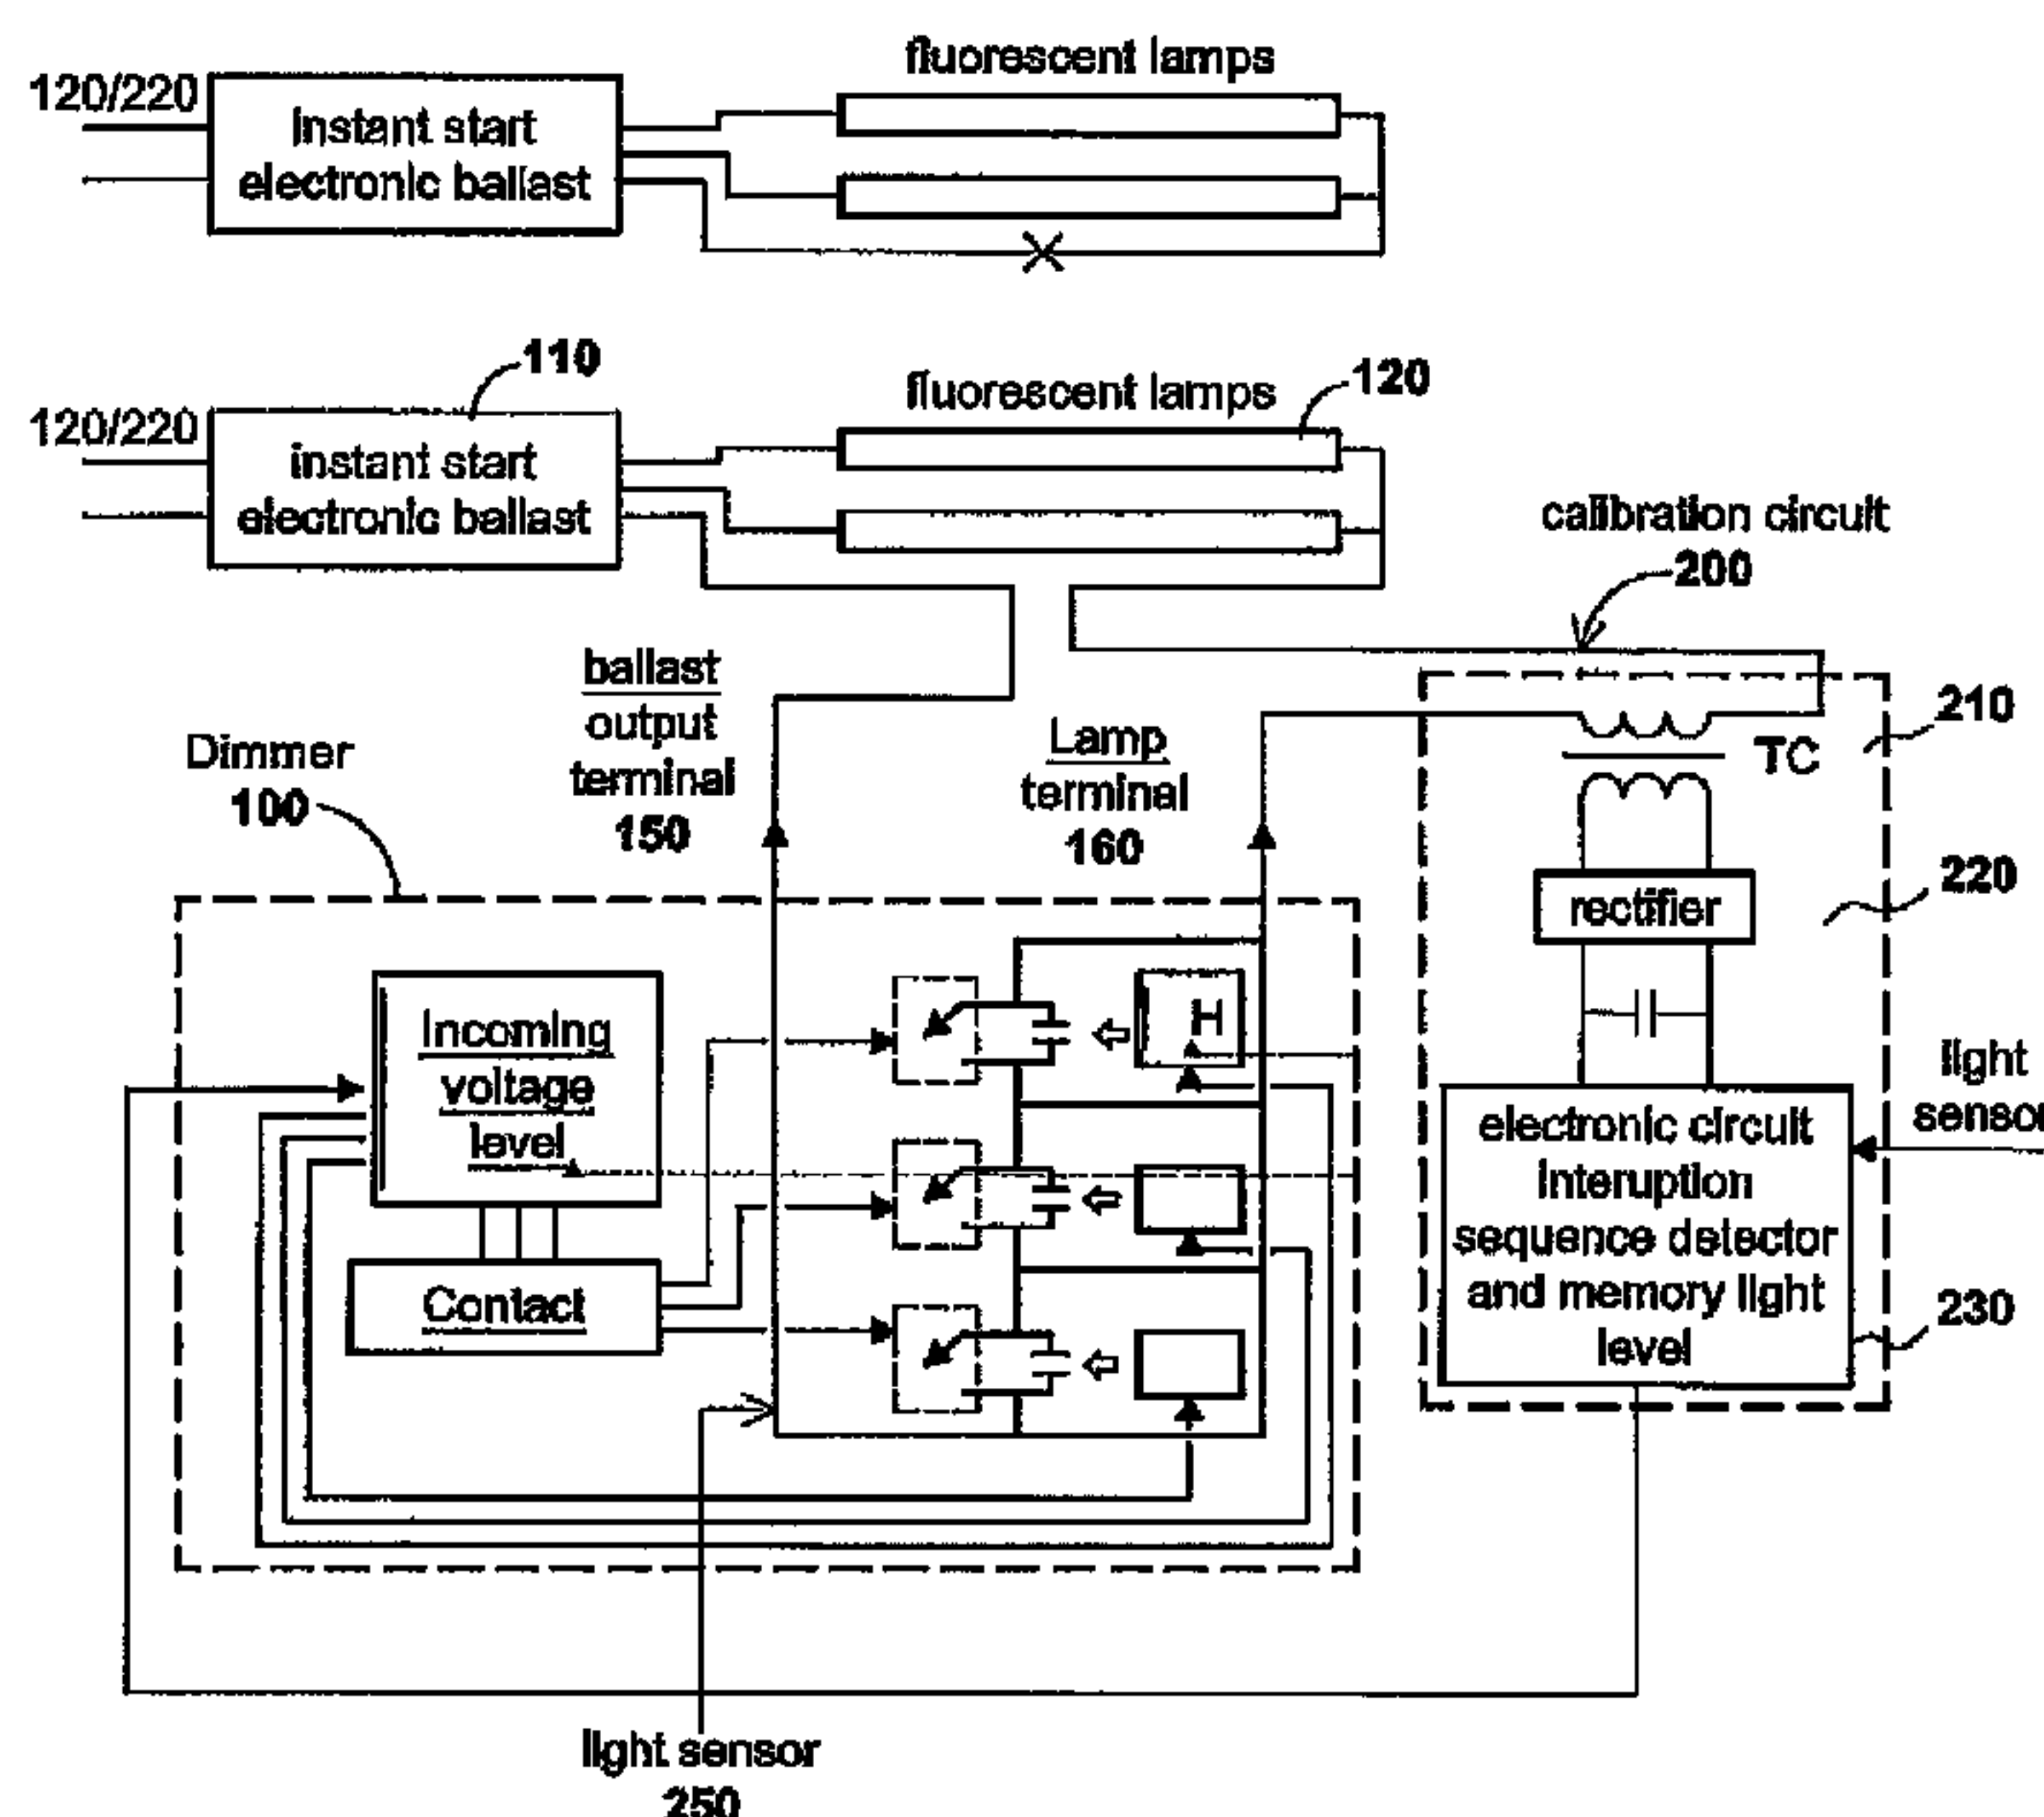 fluorescent lamps
120/220
Instant start
electronic ballast
110
fluorescent lamps
120
120/220
instant start
electronic ballast
calibration circuit
200
ballast
output
terminal
150
Lamp
terminal
160
210
TC
Dimmer
100
220
rectifier
Incoming
voltage
level
H
light
sensor
electronic circuit
Interuption
sequence detector
and memory light
level
230
Contact
light sensor
250